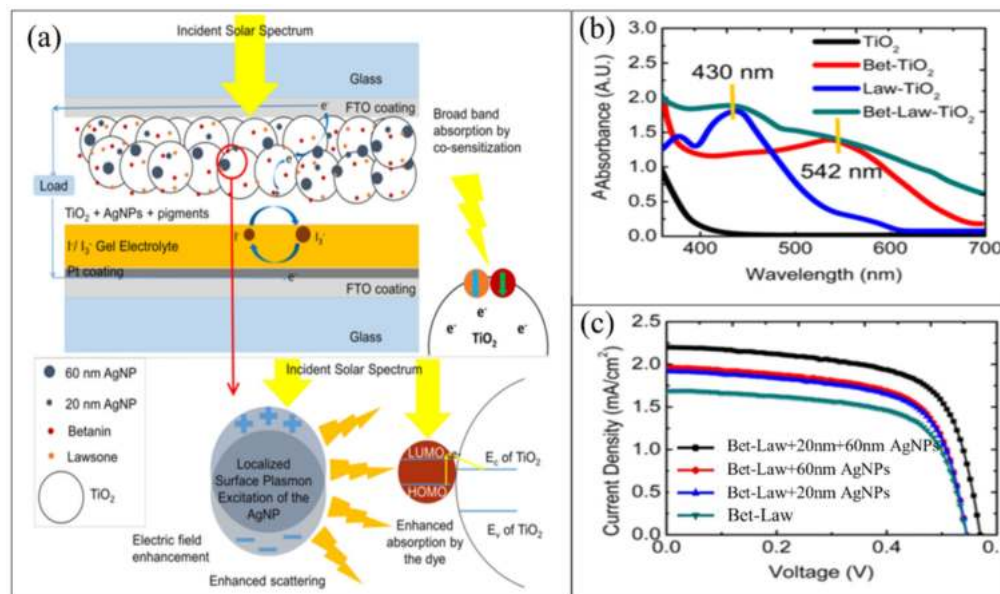 (a)
Incident Solar Spectrum
Glass
e⁻
FTO coating
Broad band
absorption by
co-sensitization
e⁻
Load
TiO₂ + AgNPs + pigments
I⁻/ I₃⁻ Gel Electrolyte
I⁻
I₃⁻
Pt coating
e⁻
FTO coating
Glass
e⁻
e⁻ TiO₂ e⁻
60 nm AgNP
20 nm AgNP
Betanin
Lawsone
TiO₂
Incident Solar Spectrum
Localized
Surface Plasmon
Excitation of the
AgNP
Electric field
enhancement
Enhanced scattering
LUMO
HOMO
Enhanced
absorption by
the dye
E_c of TiO₂
E_v of TiO₂
(b)
Absorbance (A.U.)
3.0
2.5
2.0
1.5
1.0
0.5
0.0
430 nm
542 nm
TiO₂
Bet-TiO₂
Law-TiO₂
Bet-Law-TiO₂
400 500 600 700
Wavelength (nm)
(c)
Current Density (mA/cm²)
2.5
2.0
1.5
1.0
0.5
0.0
Bet-Law+20nm+60nm AgNPs
Bet-Law+60nm AgNPs
Bet-Law+20nm AgNPs
Bet-Law
0.0 0.2 0.4
Voltage (V)